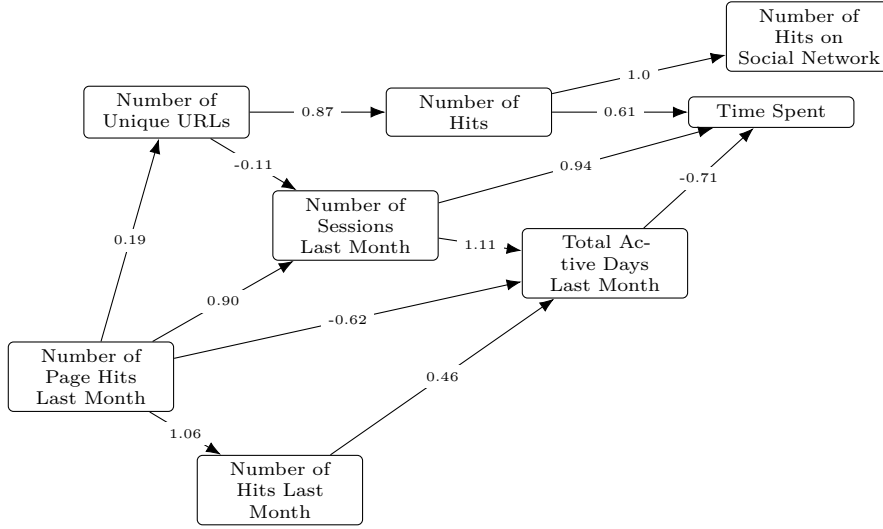 Number of
Hits on
Social Network
1.0
Number of
Unique URLs
0.87
Number of
Hits
0.61
Time Spent
-0.11
0.94
-0.71
Number of
Sessions
Last Month
1.11
Total Ac-
tive Days
Last Month
0.19
0.90
-0.62
Number of
Page Hits
Last Month
0.46
1.06
Number of
Hits Last
Month